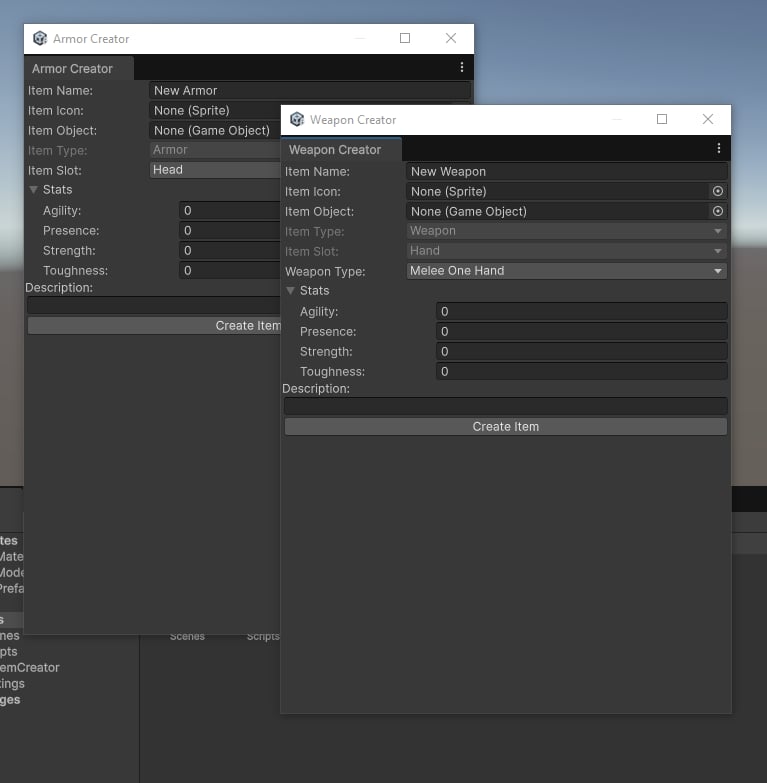 Armor Creator
Armor Creator
Item Name: New Armor
Item Icon: None (Sprite)
Item Object: None (Game Object)
Item Type: Armor
Item Slot: Head
Stats
Agility: 0
Presence: 0
Strength: 0
Toughness: 0
Description:
Create Item
Weapon Creator
Weapon Creator
Item Name: New Weapon
Item Icon: None (Sprite)
Item Object: None (Game Object)
Item Type: Weapon
Item Slot: Hand
Weapon Type: Melee One Hand
Stats
Agility: 0
Presence: 0
Strength: 0
Toughness: 0
Description:
Create Item
tes
Mate
Mode
Prefa
s
nes
pts
emCreator
tings
ges
Scenes Scripts